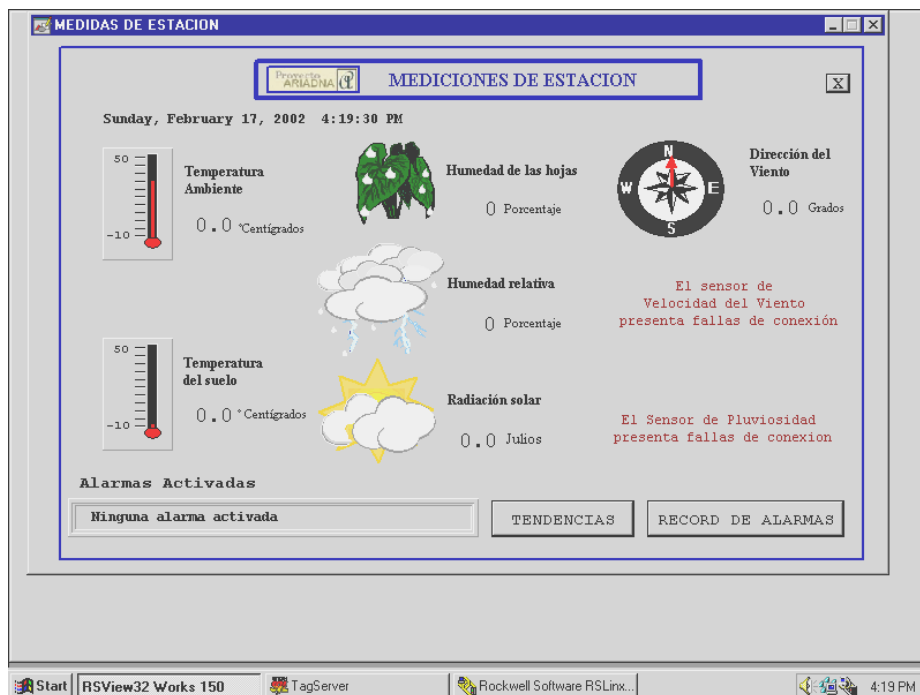 MEDIDAS DE ESTACION
Proyecto
ARIADNA
MEDICIONES DE ESTACION
X
Sunday, February 17, 2002 4:19:30 PM
50
-10
Temperatura
Ambiente
0.0 °Centígrados
Humedad de las hojas
0 Porcentaje
N
W E
S
Dirección del
Viento
0.0 Grados
Humedad relativa
0 Porcentaje
El sensor de
Velocidad del Viento
presenta fallas de conexión
50
-10
Temperatura
del suelo
0.0 °Centígrados
Radiación solar
0.0 Julios
El Sensor de Pluviosidad
presenta fallas de conexion
Alarmas Activadas
Ninguna alarma activada
TENDENCIAS
RECORD DE ALARMAS
Start
RSView32 Works 150
TagServer
Rockwell Software RSLinx...
4:19 PM